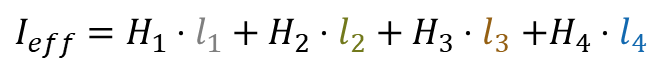 I_eff = H_1 · l_1 + H_2 · l_2 + H_3 · l_3 +H_4 · l_4